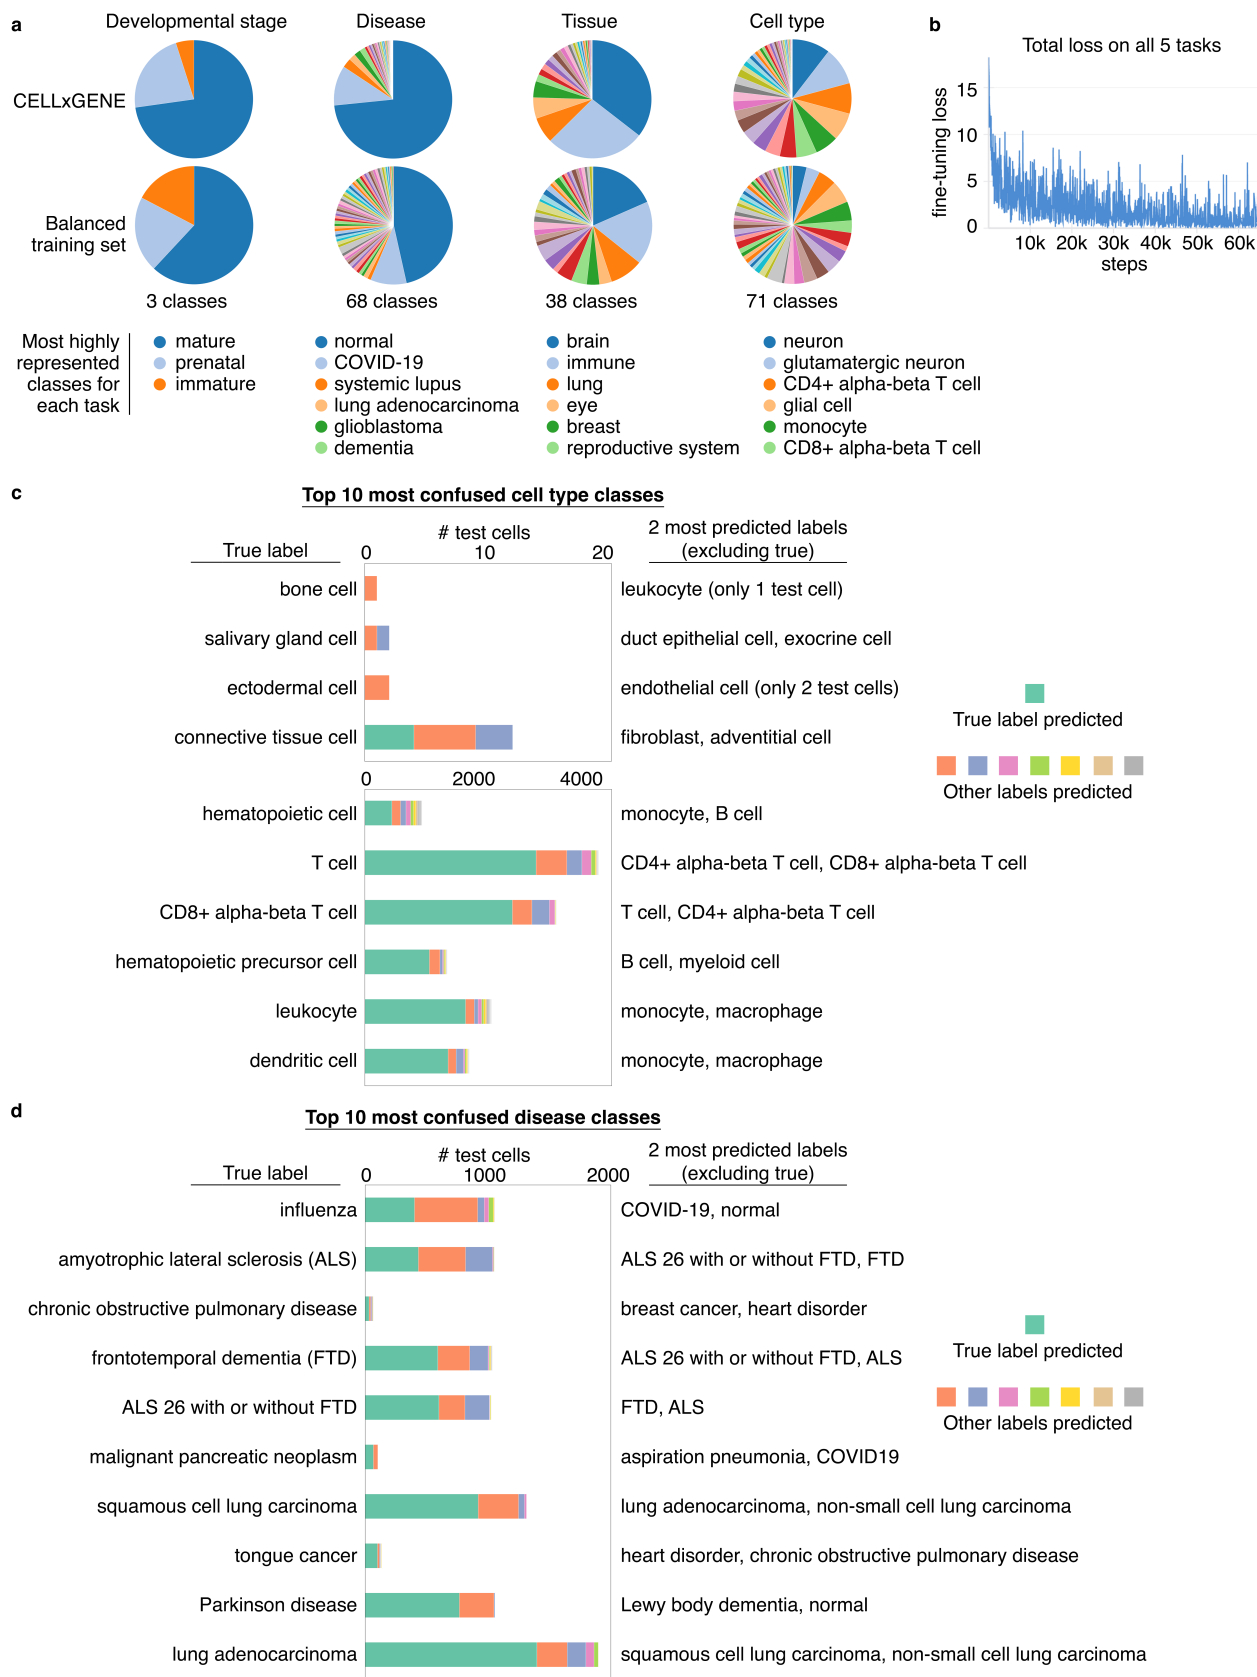 a
Developmental stage
Disease
Tissue
Cell type
CELLxGENE
Balanced
training set
3 classes
68 classes
38 classes
71 classes
Most highly
represented
classes for
each task
mature
prenatal
immature
normal
COVID-19
systemic lupus
lung adenocarcinoma
glioblastoma
dementia
brain
immune
lung
eye
breast
reproductive system
neuron
glutamatergic neuron
CD4+ alpha-beta T cell
glial cell
monocyte
CD8+ alpha-beta T cell
b
Total loss on all 5 tasks
fine-tuning loss
15
10
5
0
10k 20k 30k 40k 50k 60k
steps
c
Top 10 most confused cell type classes
True label
# test cells
2 most predicted labels
(excluding true)
0 10 20
bone cell
leukocyte (only 1 test cell)
salivary gland cell
duct epithelial cell, exocrine cell
ectodermal cell
endothelial cell (only 2 test cells)
connective tissue cell
fibroblast, adventitial cell
0 2000 4000
hematopoietic cell
monocyte, B cell
T cell
CD4+ alpha-beta T cell, CD8+ alpha-beta T cell
CD8+ alpha-beta T cell
T cell, CD4+ alpha-beta T cell
hematopoietic precursor cell
B cell, myeloid cell
leukocyte
monocyte, macrophage
dendritic cell
monocyte, macrophage
True label predicted
Other labels predicted
d
Top 10 most confused disease classes
True label
# test cells
2 most predicted labels
(excluding true)
0 1000 2000
influenza
COVID-19, normal
amyotrophic lateral sclerosis (ALS)
ALS 26 with or without FTD, FTD
chronic obstructive pulmonary disease
breast cancer, heart disorder
frontotemporal dementia (FTD)
ALS 26 with or without FTD, ALS
ALS 26 with or without FTD
FTD, ALS
malignant pancreatic neoplasm
aspiration pneumonia, COVID19
squamous cell lung carcinoma
lung adenocarcinoma, non-small cell lung carcinoma
tongue cancer
heart disorder, chronic obstructive pulmonary disease
Parkinson disease
Lewy body dementia, normal
lung adenocarcinoma
squamous cell lung carcinoma, non-small cell lung carcinoma
True label predicted
Other labels predicted